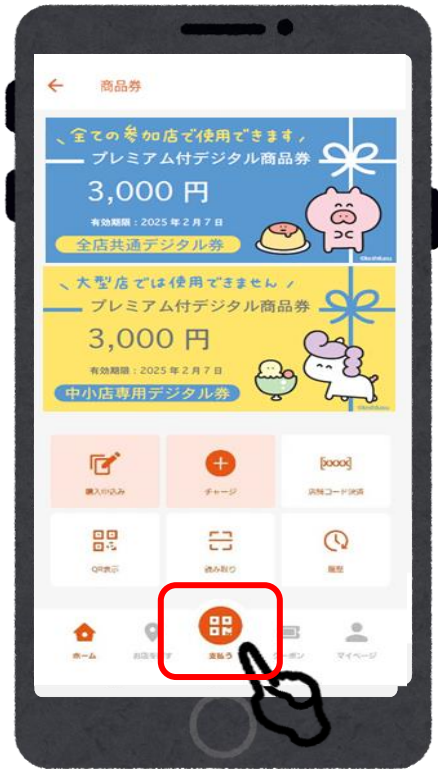 商品券
全ての参加店で使用できます
プレミアム付デジタル商品券
3,000 円
有効期限：2025 年 2 月 7 日
全店共通デジタル券
大型店では使用できません
プレミアム付デジタル商品券
3,000 円
有効期限：2025 年 2 月 7 日
中小店専用デジタル券
購入申込み
チャージ
[xxxx]
店舗コード決済
QR表示
読み取り
履歴
ホーム
支払う
クーポン
マイページ